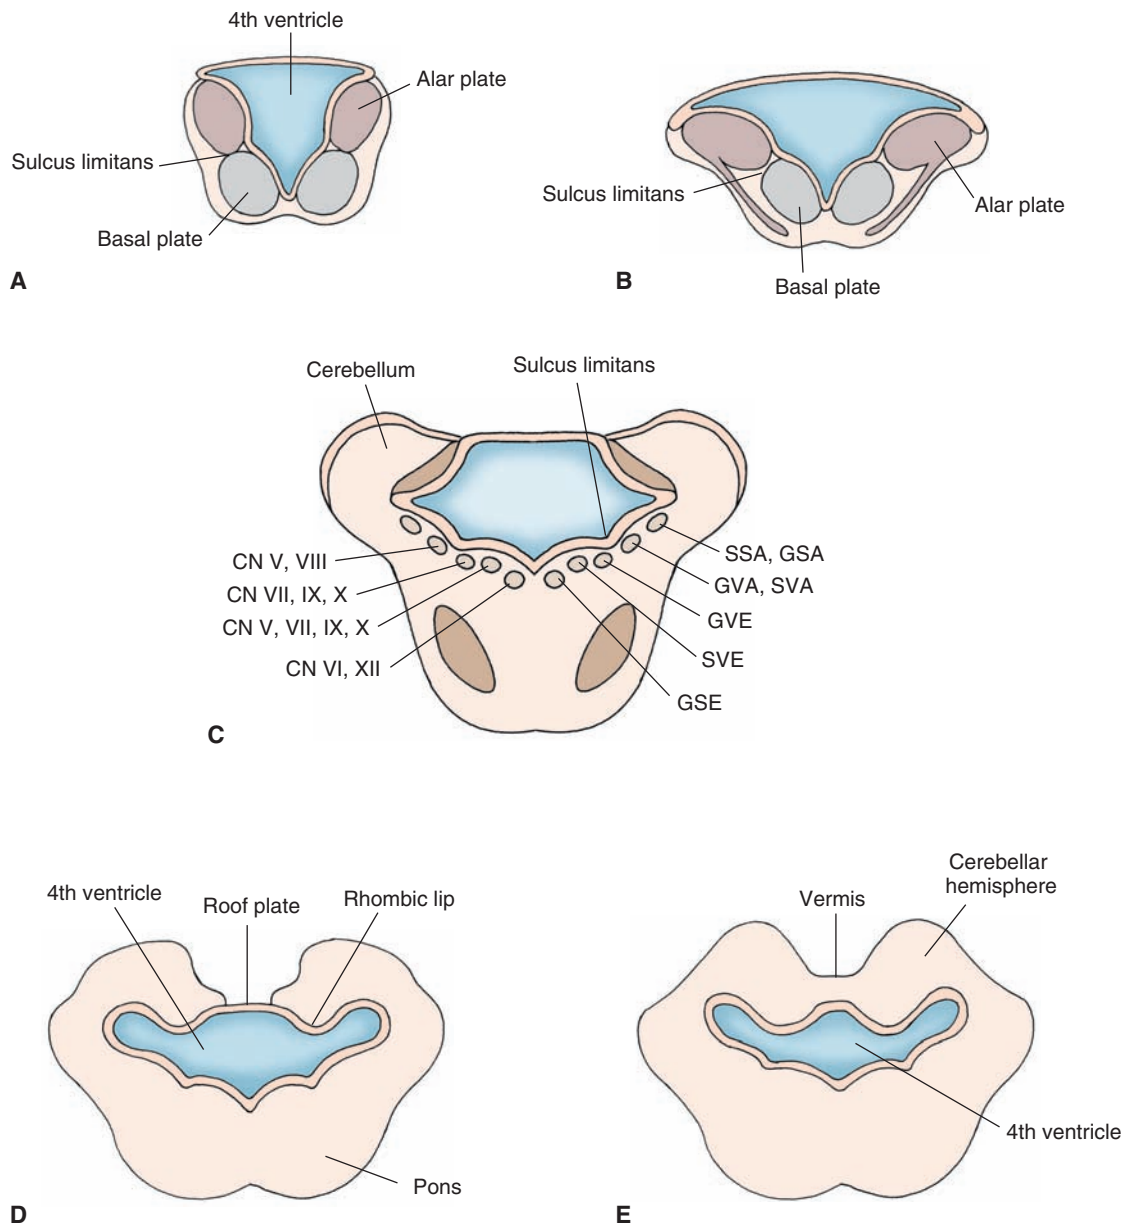 4th ventricle
Alar plate
Sulcus limitans
Basal plate
A
Sulcus limitans
Alar plate
Basal plate
B
Cerebellum
Sulcus limitans
CN V, VIII
CN VII, IX, X
CN V, VII, IX, X
CN VI, XII
SSA, GSA
GVA, SVA
GVE
SVE
GSE
C
4th ventricle
Roof plate
Rhombic lip
Pons
D
Vermis
Cerebellar
hemisphere
4th ventricle
E